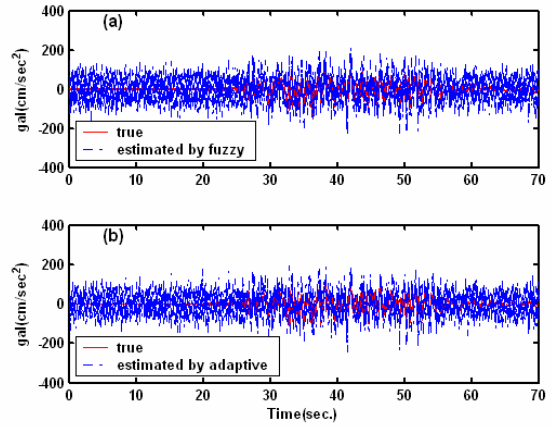 (a)
400
200
0
-200
-400
gal(cm/sec²)
true
estimated by fuzzy
0 10 20 30 40 50 60 70
(b)
400
200
0
-200
-400
gal(cm/sec²)
true
estimated by adaptive
0 10 20 30 40 50 60 70
Time(sec.)